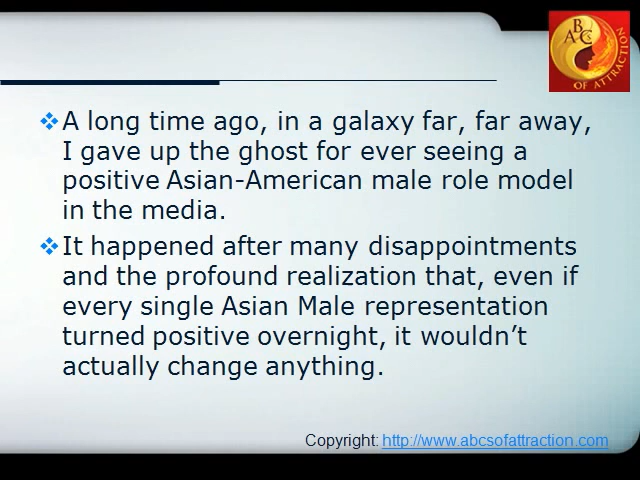 ABCs
OF ATTRACTION
❖A long time ago, in a galaxy far, far away,
I gave up the ghost for ever seeing a
positive Asian-American male role model
in the media.
❖It happened after many disappointments
and the profound realization that, even if
every single Asian Male representation
turned positive overnight, it wouldn’t
actually change anything.
Copyright: http://www.abcsofattraction.com